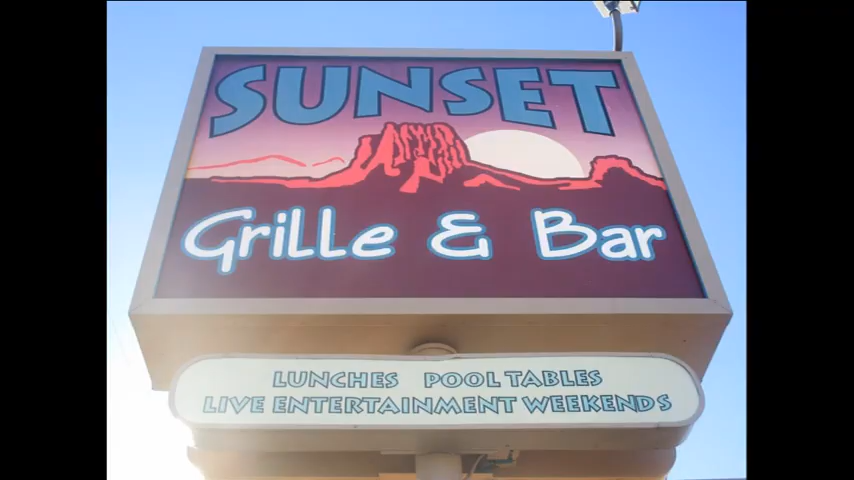 SUNSET
Grille & Bar
LUNCHES POOL TABLES
LIVE ENTERTAINMENT WEEKENDS